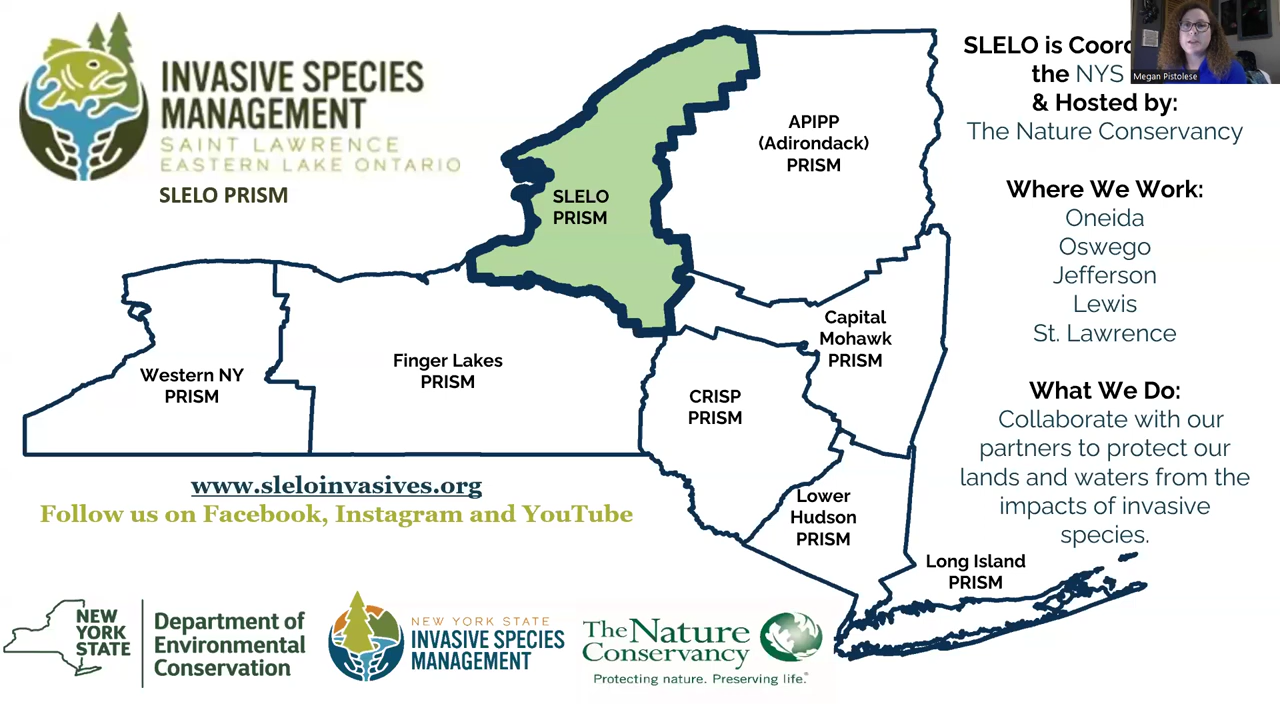 INVASIVE SPECIES
MANAGEMENT
SAINT LAWRENCE
EASTERN LAKE ONTARIO
SLELO PRISM
SLELO
PRISM
APIPP
(Adirondack)
PRISM
Western NY
PRISM
Finger Lakes
PRISM
Capital
Mohawk
PRISM
CRISP
PRISM
Lower
Hudson
PRISM
Long Island
PRISM
SLELO is
the NYS
& Hosted by:
The Nature Conservancy
Where We Work:
Oneida
Oswego
Jefferson
Lewis
St. Lawrence
What We Do:
Collaborate with our
partners to protect our
lands and waters from the
impacts of invasive
species.
Megan Pistolese
www.sleloinvasives.org
Follow us on Facebook, Instagram and YouTube
NEW
YORK
STATE
Department of
Environmental
Conservation
NEW YORK STATE
INVASIVE SPECIES
MANAGEMENT
The Nature
Conservancy
Protecting nature. Preserving life.®